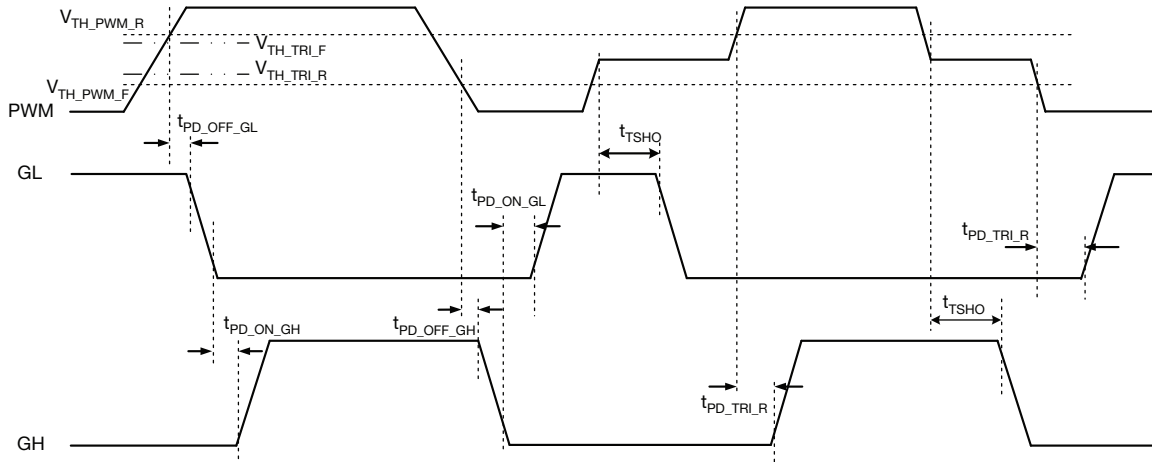 V_TH_PWM_R
V_TH_TRI_F
V_TH_TRI_R
V_TH_PWM_F
PWM
t_PD_OFF_GL
t_TSHO
GL
t_PD_ON_GL
t_PD_TRI_R
t_TSHO
t_PD_ON_GH
t_PD_OFF_GH
t_PD_TRI_R
GH